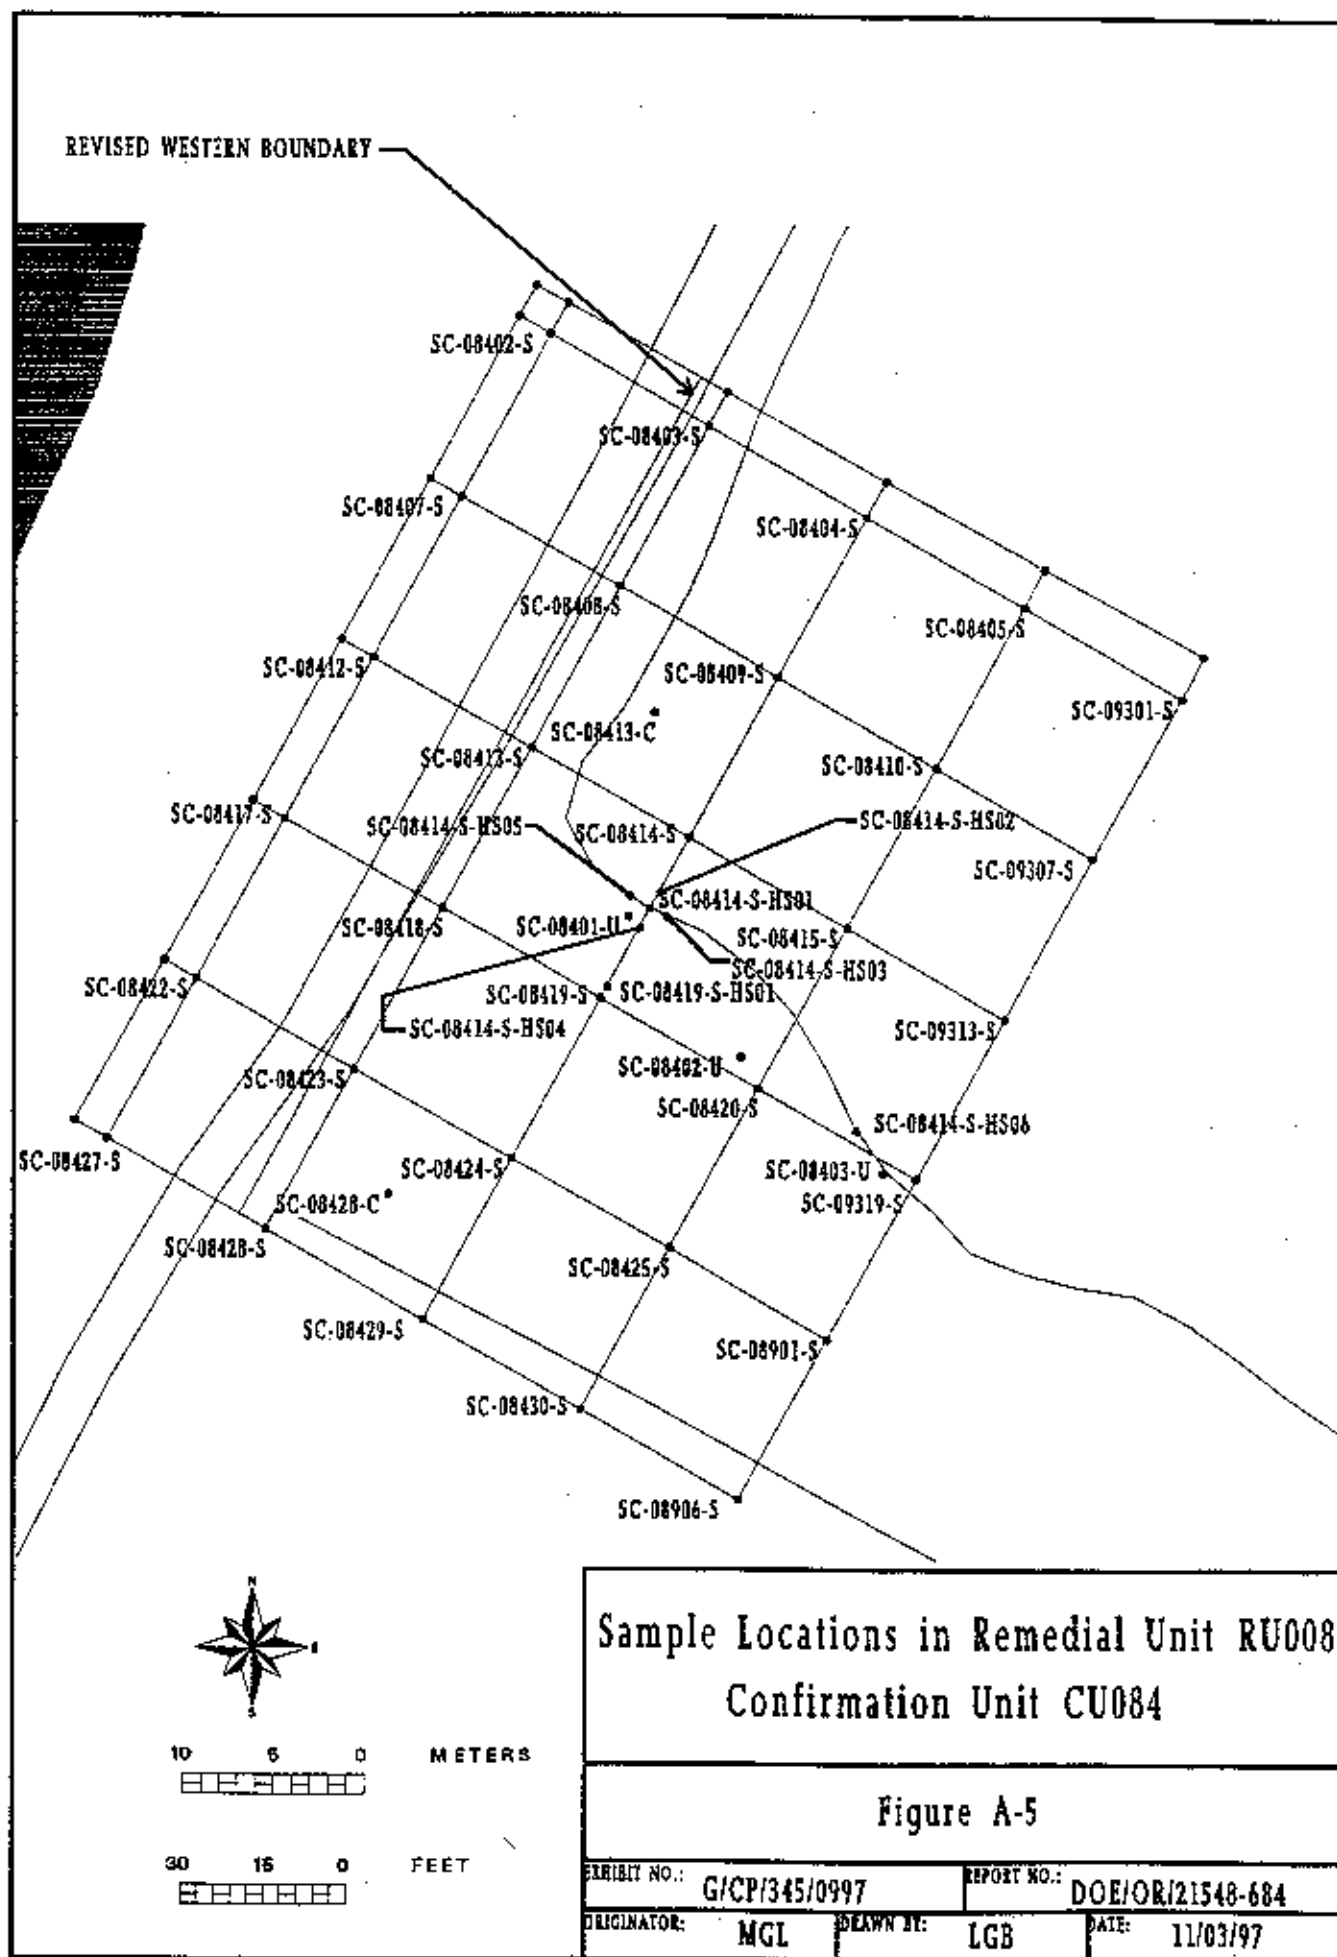 REVISED WESTERN BOUNDARY
SC-08402-S
SC-08403-S
SC-08407-S
SC-08404-S
SC-08408-S
SC-08405-S
SC-08412-S
SC-08409-S
SC-09301-S
SC-08413-C
SC-08413-S
SC-08410-S
SC-08417-S
SC-08414-S-HS05
SC-08414-S
SC-08414-S-HS02
SC-09307-S
SC-08414-S-HS01
SC-08418-S
SC-08401-U
SC-08415-S
SC-08414-S-HS03
SC-08422-S
SC-08419-S
SC-08419-S-HS01
SC-08414-S-HS04
SC-09313-S
SC-08402-U
SC-08423-S
SC-08420-S
SC-08414-S-HS06
SC-08427-S
SC-08424-S
SC-08403-U
SC-09319-S
SC-08428-C
SC-08428-S
SC-08425-S
SC-08429-S
SC-08901-S
SC-08430-S
SC-08906-S
N
E
S
10 5 0 METERS
30 15 0 FEET
Sample Locations in Remedial Unit RU008
Confirmation Unit CU084
Figure A-5
EXHIBIT NO.: G/CP/345/0997
REPORT NO.: DOE/OR/21548-684
ORIGINATOR: MGL
DRAWN BY: LGB
DATE: 11/03/97